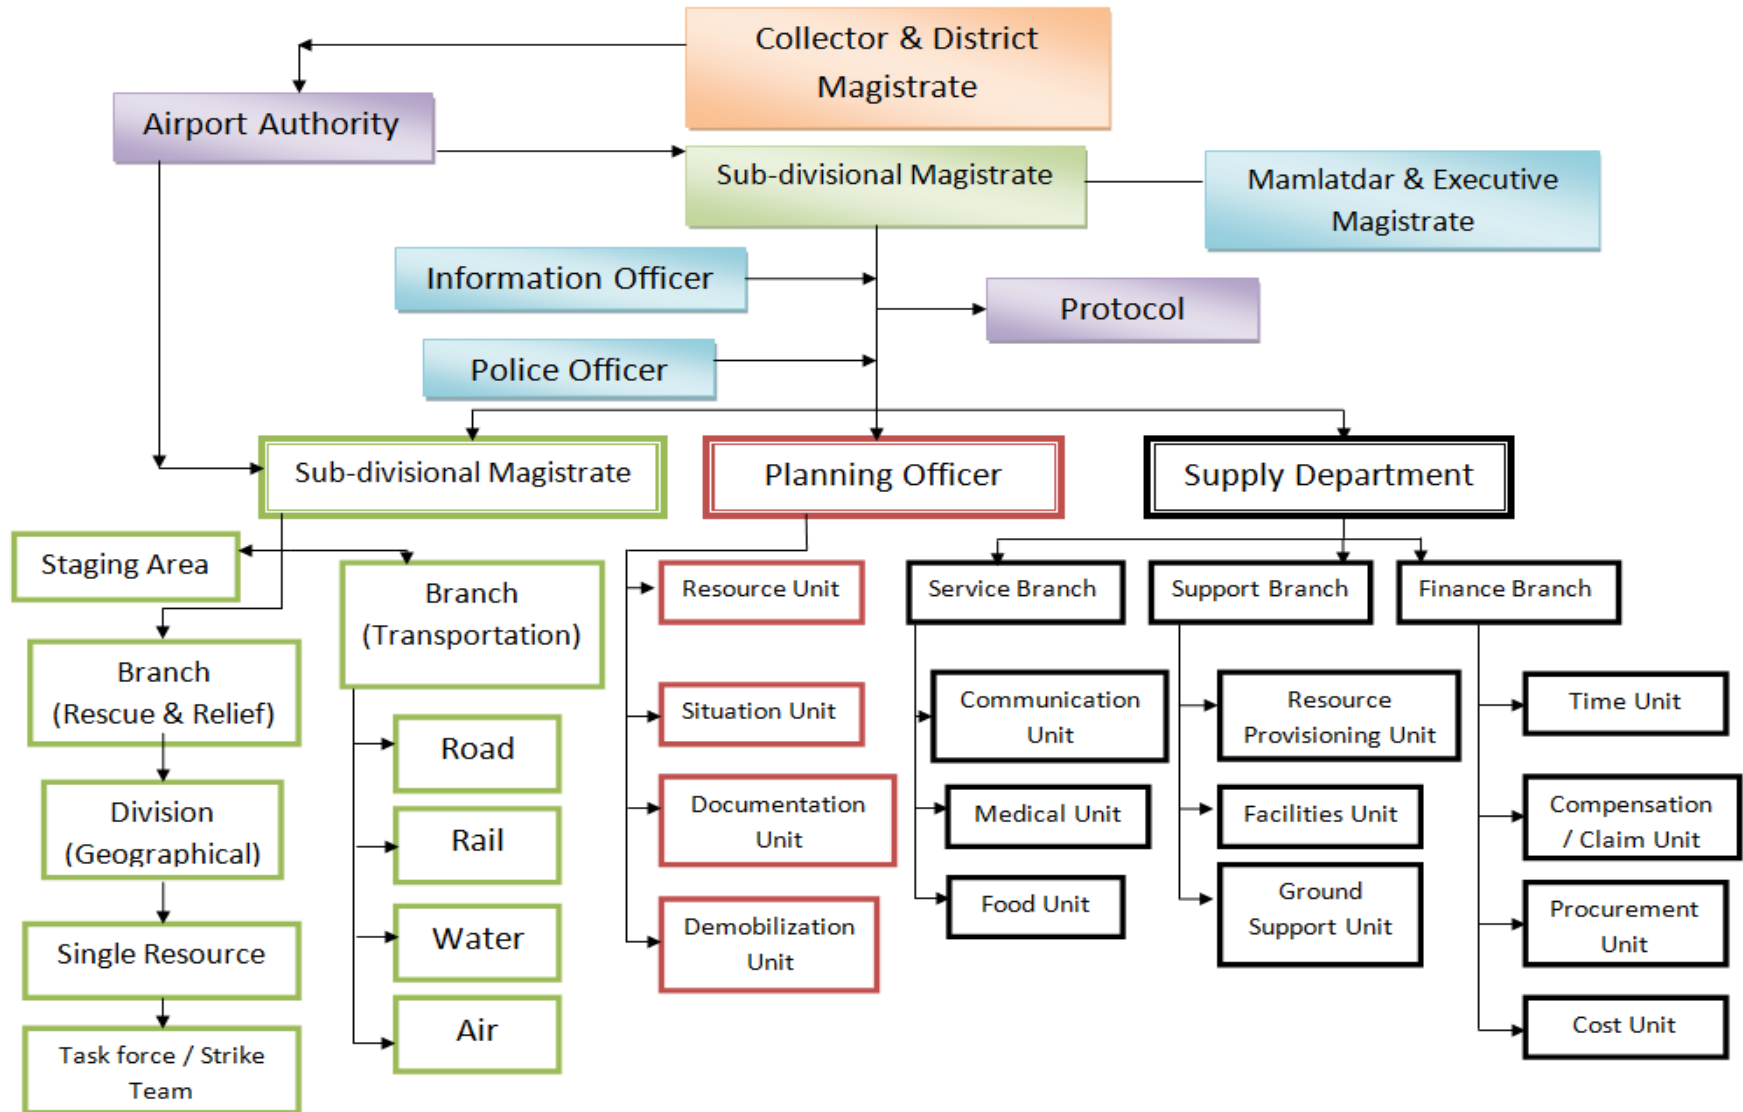 Collector & District
Magistrate
Airport Authority
Sub-divisional Magistrate
Mamlatdar & Executive
Magistrate
Information Officer
Protocol
Police Officer
Sub-divisional Magistrate
Planning Officer
Supply Department
Staging Area
Branch
(Transportation)
Resource Unit
Service Branch
Support Branch
Finance Branch
Branch
(Rescue & Relief)
Situation Unit
Communication
Unit
Resource
Provisioning Unit
Time Unit
Road
Division
(Geographical)
Rail
Documentation
Unit
Medical Unit
Facilities Unit
Compensation
/ Claim Unit
Single Resource
Water
Demobilization
Unit
Food Unit
Ground
Support Unit
Procurement
Unit
Task force / Strike
Team
Air
Cost Unit